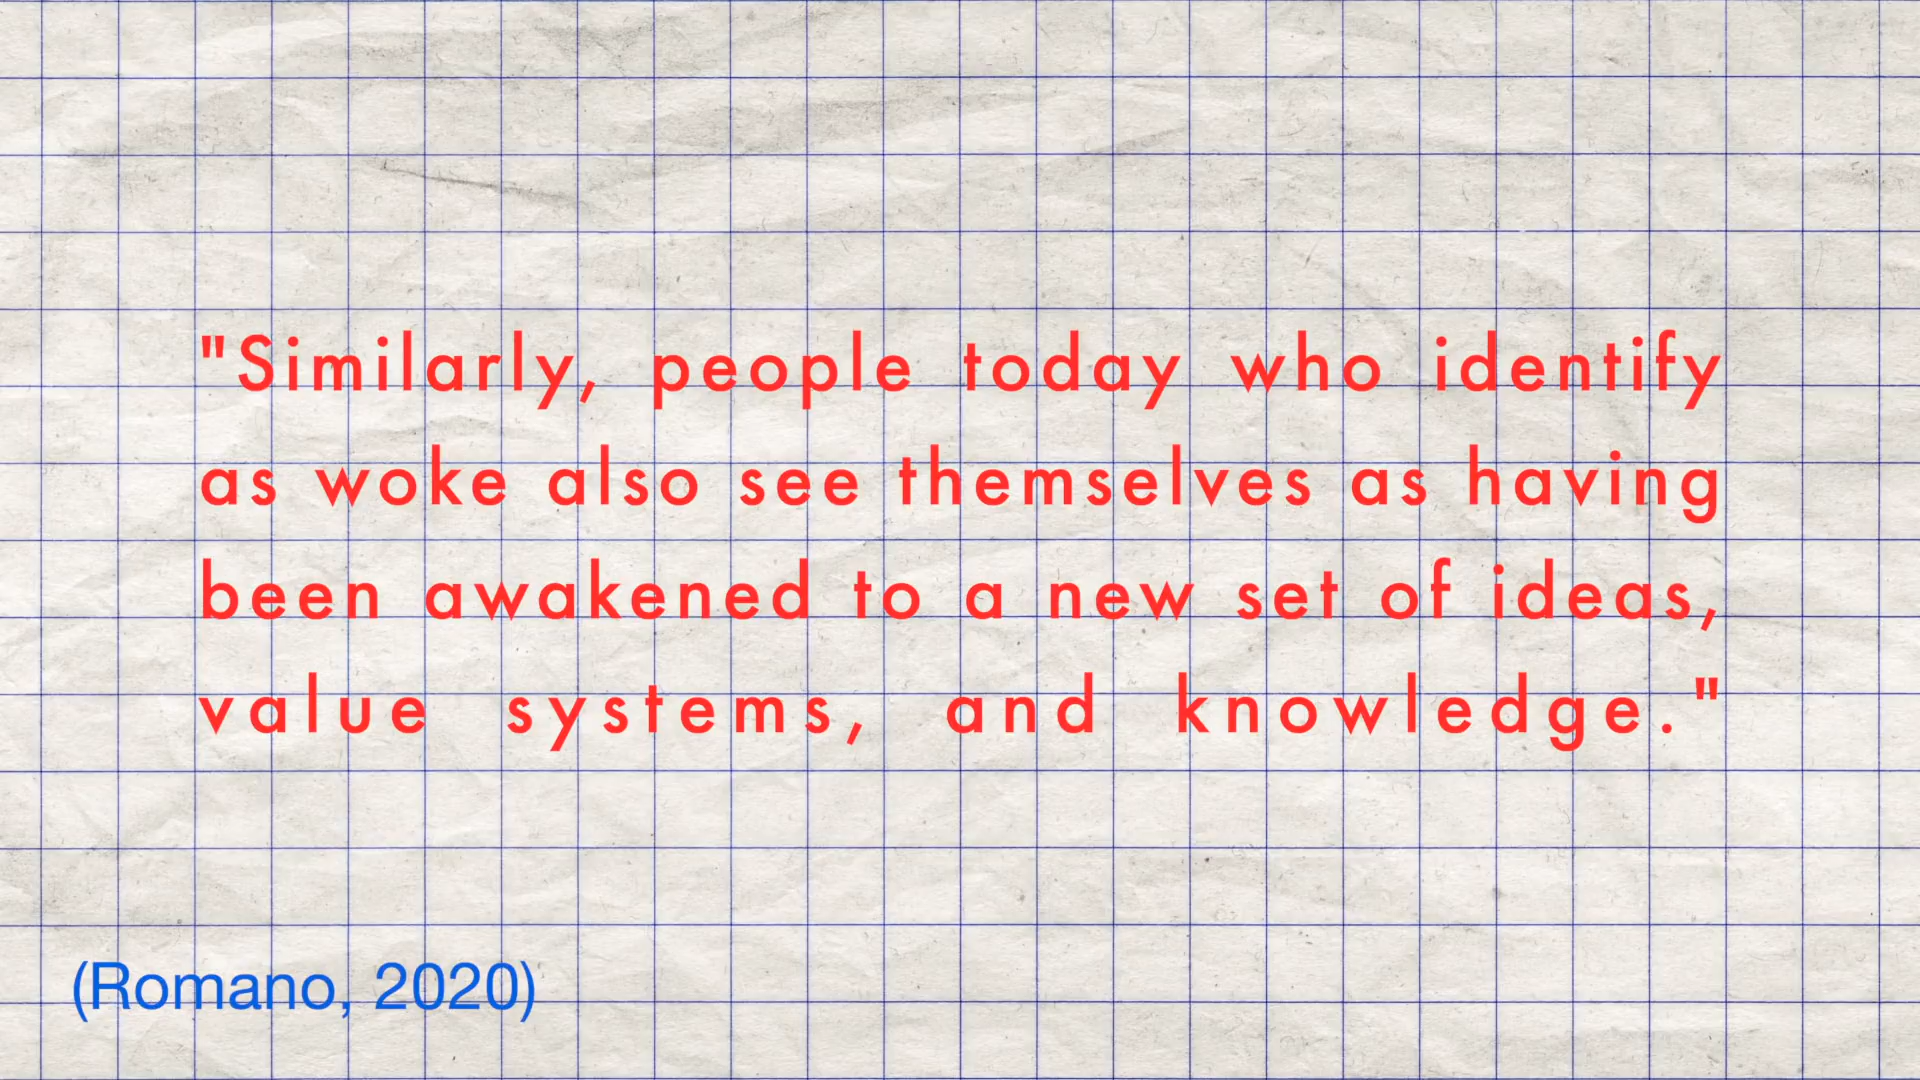 "Similarly, people today who identify
as woke also see themselves as having
been awakened to a new set of ideas,
value systems, and knowledge."
(Romano, 2020)